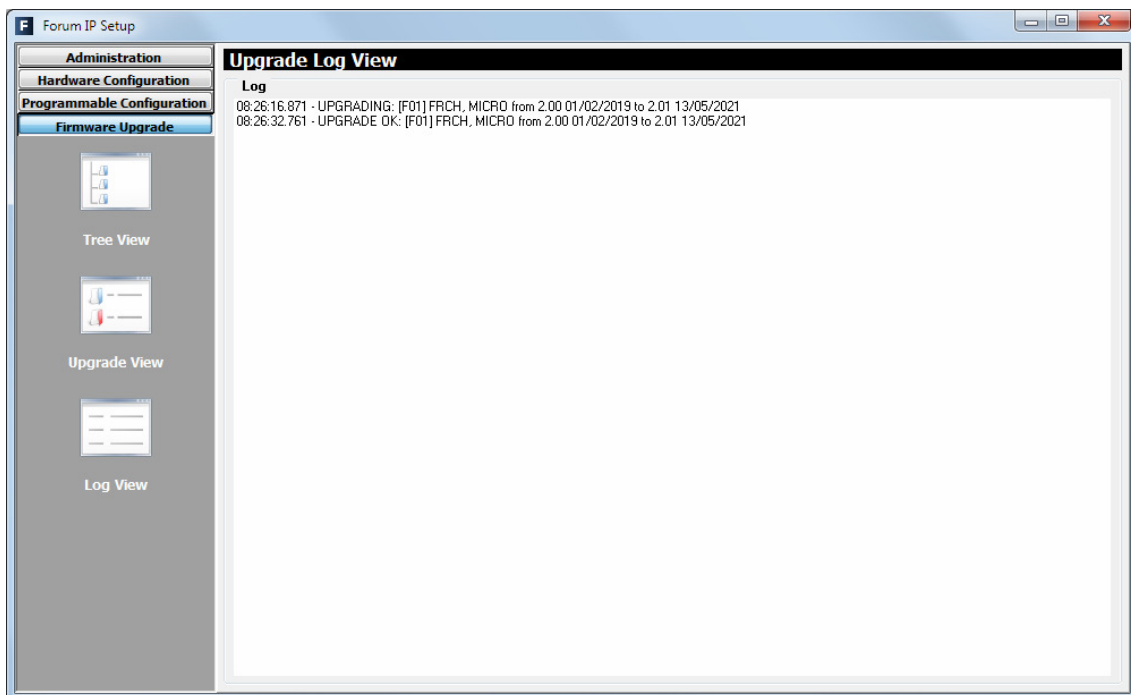 F Forum IP Setup
Administration
Hardware Configuration
Programmable Configuration
Firmware Upgrade
Tree View
Upgrade View
Log View
Upgrade Log View
Log
08:26:16.871 - UPGRADING: [F01] FRCH, MICRO from 2.00 01/02/2019 to 2.01 13/05/2021
08:26:32.761 - UPGRADE OK: [F01] FRCH, MICRO from 2.00 01/02/2019 to 2.01 13/05/2021